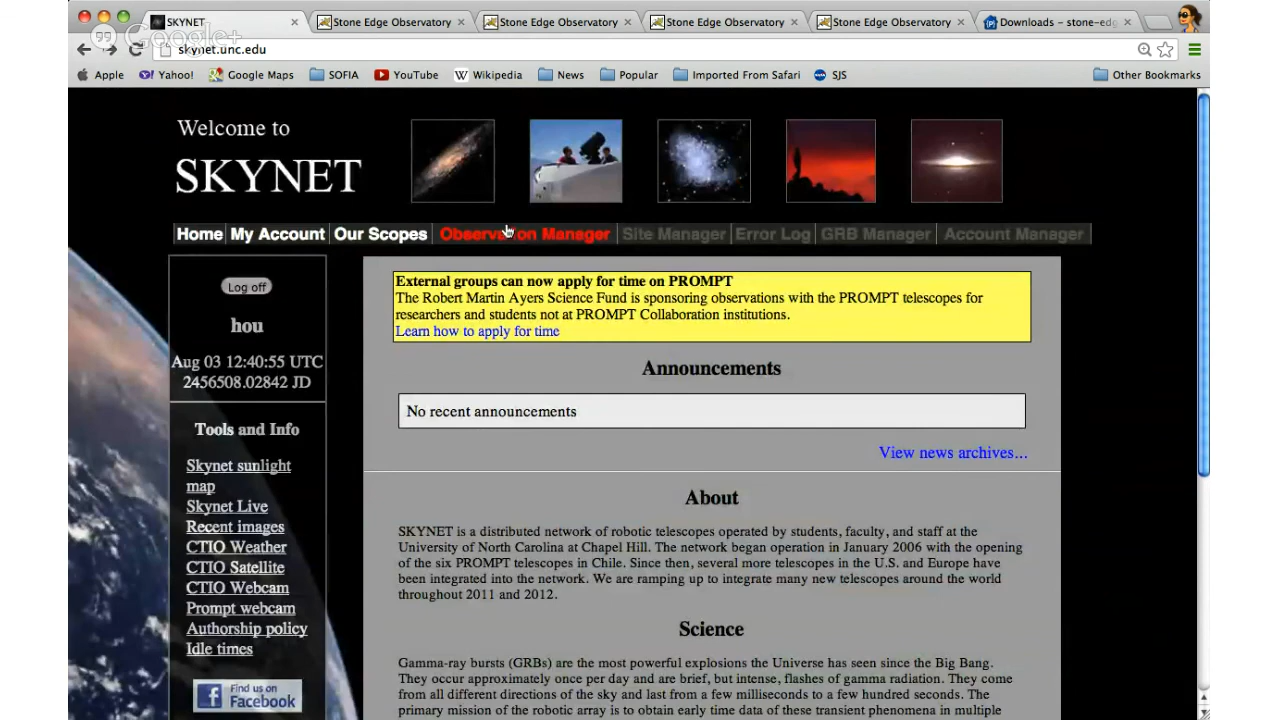 SKYNET
Stone Edge Observatory
Stone Edge Observatory
Stone Edge Observatory
Stone Edge Observatory
Downloads – stone-edg
Google+
skynet.unc.edu
Apple
Yahoo!
Google Maps
SOFIA
YouTube
Wikipedia
News
Popular
Imported From Safari
SJS
Other Bookmarks
Welcome to
SKYNET
Home
My Account
Our Scopes
Observation Manager
Site Manager
Error Log
GRB Manager
Account Manager
Log off
hou
Aug 03 12:40:55 UTC
2456508.02842 JD
Tools and Info
Skynet sunlight
map
Skynet Live
Recent images
CTIO Weather
CTIO Satellite
CTIO Webcam
Prompt webcam
Authorship policy
Idle times
Find us on
Facebook
External groups can now apply for time on PROMPT
The Robert Martin Ayers Science Fund is sponsoring observations with the PROMPT telescopes for
researchers and students not at PROMPT Collaboration institutions.
Learn how to apply for time
Announcements
No recent announcements
View news archives...
About
SKYNET is a distributed network of robotic telescopes operated by students, faculty, and staff at the
University of North Carolina at Chapel Hill. The network began operation in January 2006 with the opening
of the six PROMPT telescopes in Chile. Since then, several more telescopes in the U.S. and Europe have
been integrated into the network. We are ramping up to integrate many new telescopes around the world
throughout 2011 and 2012.
Science
Gamma-ray bursts (GRBs) are the most powerful explosions the Universe has seen since the Big Bang.
They occur approximately once per day and are brief, but intense, flashes of gamma radiation. They come
from all different directions of the sky and last from a few milliseconds to a few hundred seconds. The
primary mission of the robotic array is to obtain early time data of these transient phenomena in multiple